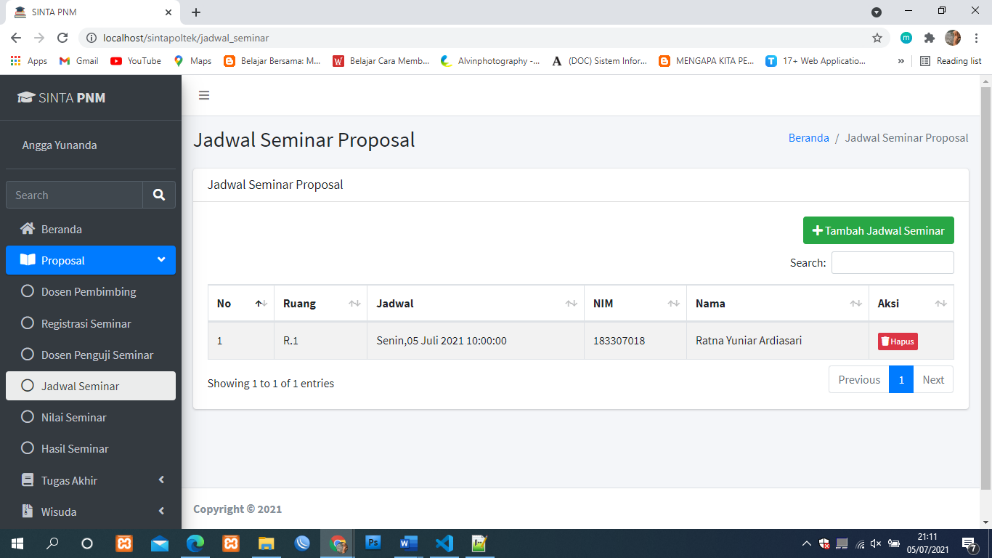 SINTA PNM
localhost/sintapoltek/jadwal_seminar
Apps
Gmail
YouTube
Maps
Belajar Bersama: M...
Belajar Cara Memb...
Alvinphotography -...
(DOC) Sistem Infor...
MENGAPA KITA PE...
17+ Web Applicatio...
»
Reading list
SINTA PNM
Angga Yunanda
Search
Beranda
Proposal
Dosen Pembimbing
Registrasi Seminar
Dosen Penguji Seminar
Jadwal Seminar
Nilai Seminar
Hasil Seminar
Tugas Akhir
Wisuda
Jadwal Seminar Proposal
Beranda / Jadwal Seminar Proposal
Jadwal Seminar Proposal
Tambah Jadwal Seminar
Search:
No Ruang Jadwal NIM Nama Aksi
1 R.1 Senin,05 Juli 2021 10:00:00 183307018 Ratna Yuniar Ardiasari Hapus
Showing 1 to 1 of 1 entries
Previous 1 Next
Copyright © 2021
21:11
05/07/2021
7